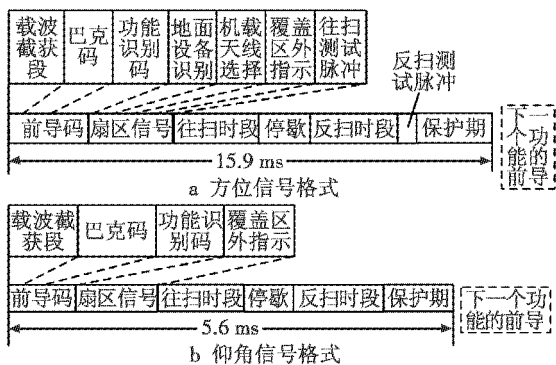 载波
截获
段
巴克
码
功能
识别
码
地面
设备
识别
机载
天线
选择
覆盖
区外
指示
往扫
测试
脉冲
反扫测
试脉冲
前导码
扇区信号
往扫时段
停歇
反扫时段
保护期
下一
个功
能的
前导
15.9 ms
a 方位信号格式
载波截
获段
巴克码
功能识
别码
覆盖区
外指示
前导码
扇区信号
往扫时段
停歇
反扫时段
保护期
下一个功
能的前导
5.6 ms
b 仰角信号格式